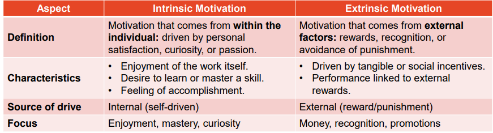 Aspect Intrinsic Motivation Extrinsic Motivation
Definition
Motivation that comes from within the
individual: driven by personal
satisfaction, curiosity, or passion.
Motivation that comes from external
factors: rewards, recognition, or
avoidance of punishment.
Characteristics
• Enjoyment of the work itself.
• Desire to learn or master a skill.
• Feeling of accomplishment.
• Driven by tangible or social incentives.
• Performance linked to external
rewards.
Source of drive Internal (self-driven) External (reward/punishment)
Focus Enjoyment, mastery, curiosity Money, recognition, promotions